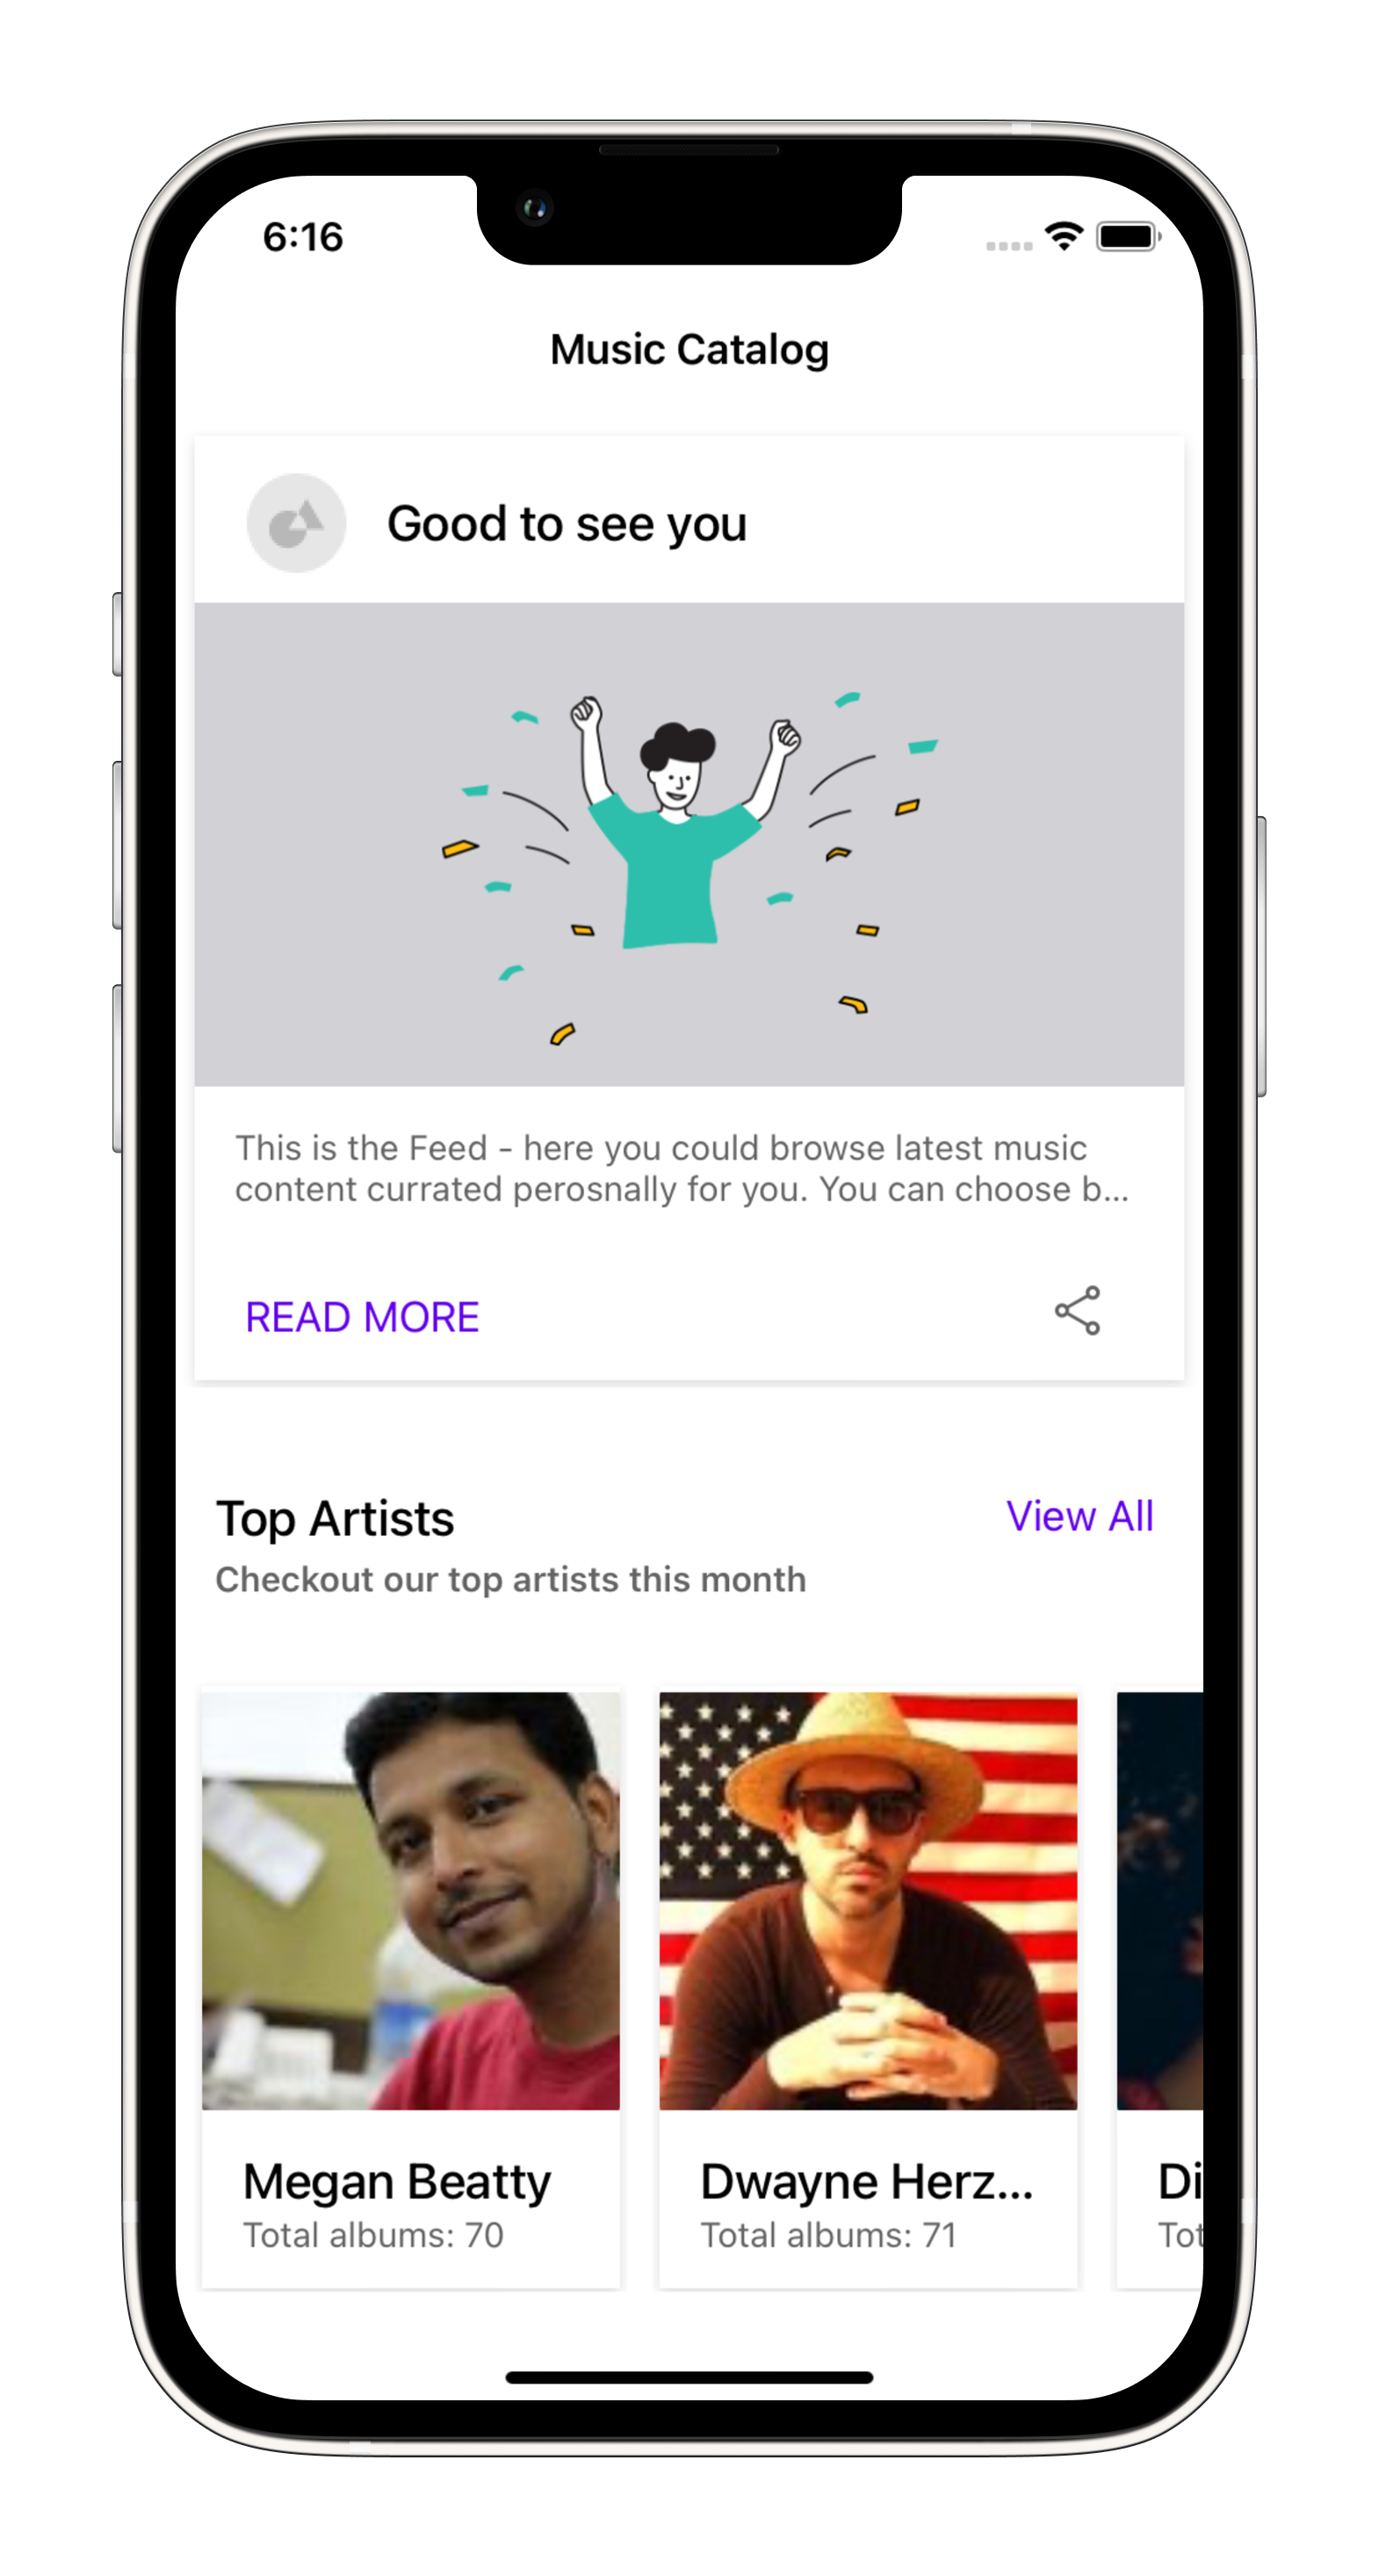 6:16
Music Catalog
Good to see you
This is the Feed - here you could browse latest music
content currated perosnally for you. You can choose b...
READ MORE
Top Artists
View All
Checkout our top artists this month
Megan Beatty
Total albums: 70
Dwayne Herz...
Total albums: 71
Di
Tot